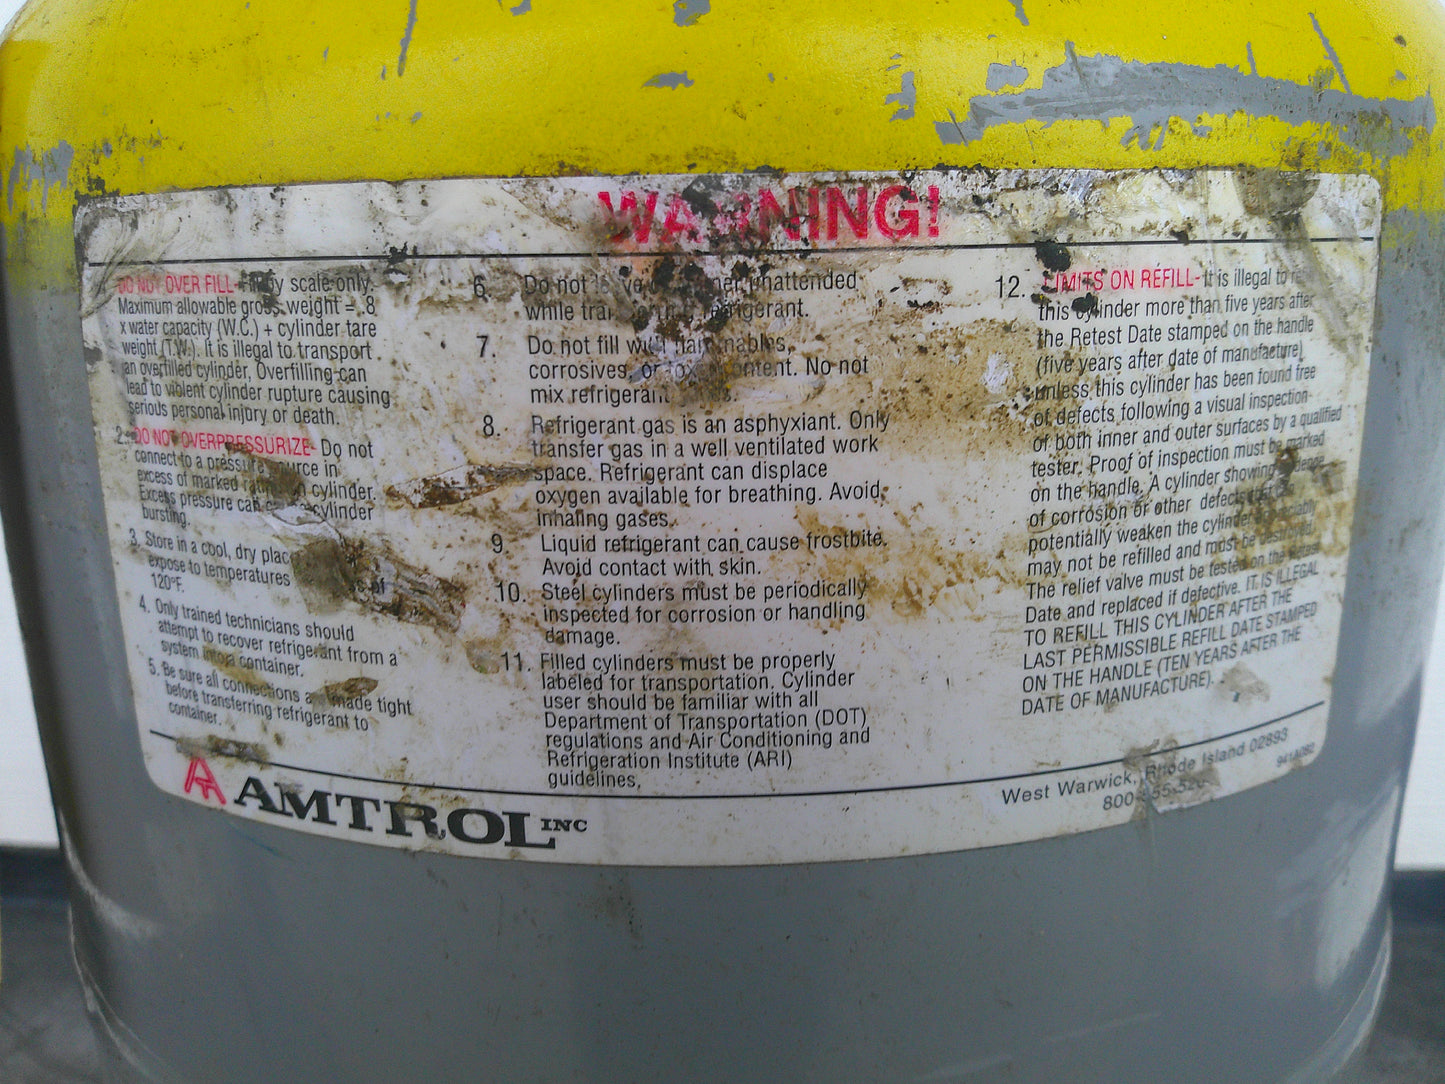 WARNING!
DO NOT OVER FILL- by scale only.
Maximum allowable gross weight = .8
x water capacity (W.C.) + cylinder tare
weight (T.W.). It is illegal to transport
an overfilled cylinder. Overfilling can
lead to violent cylinder rupture causing
serious personal injury or death.
2. DO NOT OVERPRESSURIZE- Do not
connect to a pressure source in
excess of marked on cylinder.
Excess pressure can cylinder
bursting.
3. Store in a cool, dry place
expose to temperatures of
120°F.
4. Only trained technicians should
attempt to recover refrigerant from a
system into a container.
5. Be sure all connections made tight
before transferring refrigerant to
container.
6. Do not unattended
while refrigerant.
7. Do not fill with flammables,
corrosives, or content. No not
mix refrigerant
8. Refrigerant gas is an asphyxiant. Only
transfer gas in a well ventilated work
space. Refrigerant can displace
oxygen available for breathing. Avoid
inhaling gases.
9. Liquid refrigerant can cause frostbite.
Avoid contact with skin.
10. Steel cylinders must be periodically
inspected for corrosion or handling
damage.
11. Filled cylinders must be properly
labeled for transportation. Cylinder
user should be familiar with all
Department of Transportation (DOT)
regulations and Air Conditioning and
Refrigeration Institute (ARI)
guidelines.
12. LIMITS ON REFILL- It is illegal to
this cylinder more than five years after
the Retest Date stamped on the handle
(five years after date of manufacture)
unless this cylinder has been found free
of defects following a visual inspection
of both inner and outer surfaces by a qualified
tester. Proof of inspection must be marked
on the handle. A cylinder showing
of corrosion or other defects
potentially weaken the cylinder
may not be refilled and must be destroyed.
The relief valve must be tested on the Retest
Date and replaced if defective. IT IS ILLEGAL
TO REFILL THIS CYLINDER AFTER THE
LAST PERMISSIBLE REFILL DATE STAMPED
ON THE HANDLE (TEN YEARS AFTER THE
DATE OF MANUFACTURE).
AMTROL INC
West Warwick, Rhode Island 02893
800